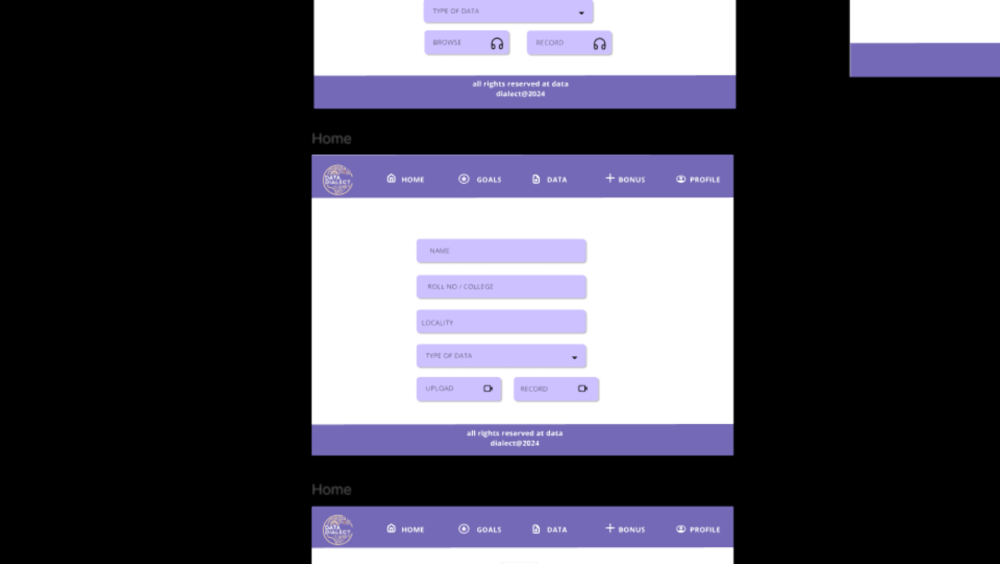 TYPE OF DATA
BROWSE
RECORD
all rights reserved at data
dialect@2024
Home
DATA
DIALECT
HOME
GOALS
DATA
BONUS
PROFILE
NAME
ROLL NO / COLLEGE
LOCALITY
TYPE OF DATA
UPLOAD
RECORD
all rights reserved at data
dialect@2024
Home
DATA
DIALECT
HOME
GOALS
DATA
BONUS
PROFILE